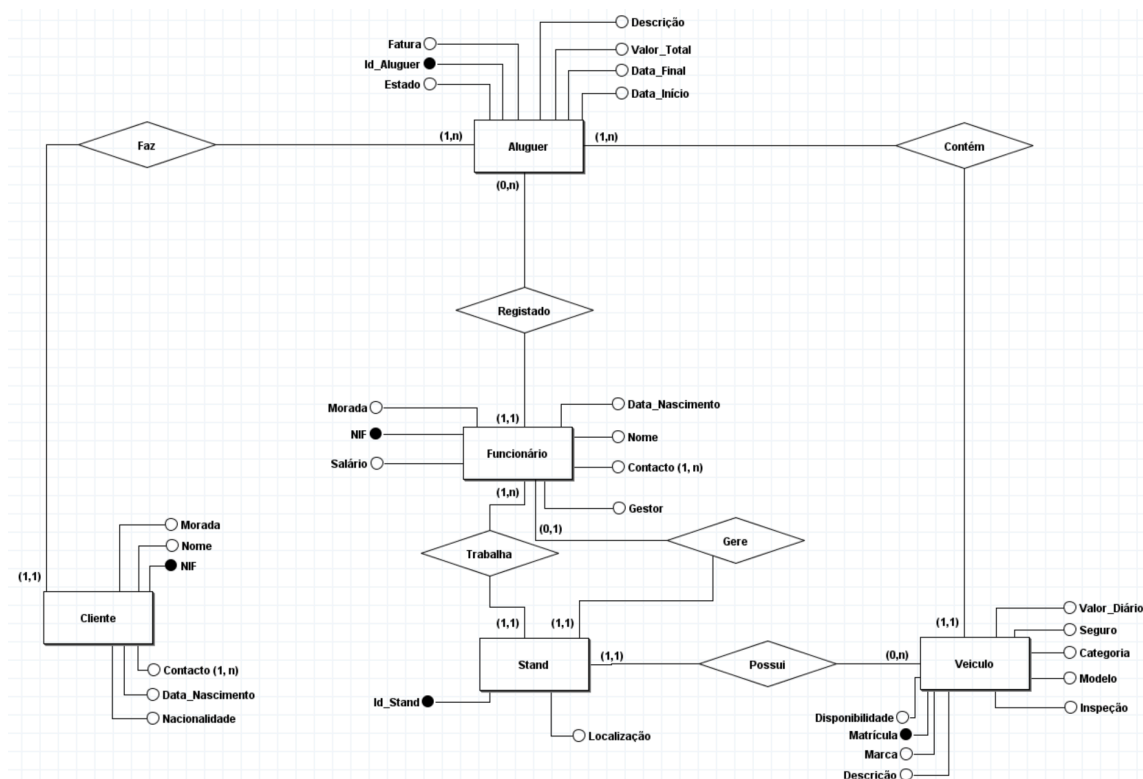 Descrição
Fatura
Valor_Total
Id_Aluguer
Data_Final
Estado
Data_Início
(1,n)
Aluguer
(1,n)
Faz
Contém
(0,n)
Registado
Morada
Data_Nascimento
(1,1)
NIF
Nome
Funcionário
Salário
Contacto (1, n)
(1,n)
Gestor
(0,1)
Gere
Trabalha
Morada
Nome
NIF
(1,1)
Cliente
(1,1)
(1,1)
(1,1)
Valor_Diário
Seguro
Categoria
Stand
(1,1)
Possui
(0,n)
Veiculo
Contacto (1, n)
Modelo
Data_Nascimento
Id_Stand
Inspeção
Nacionalidade
Disponibilidade
Localização
Matrícula
Marca
Descrição